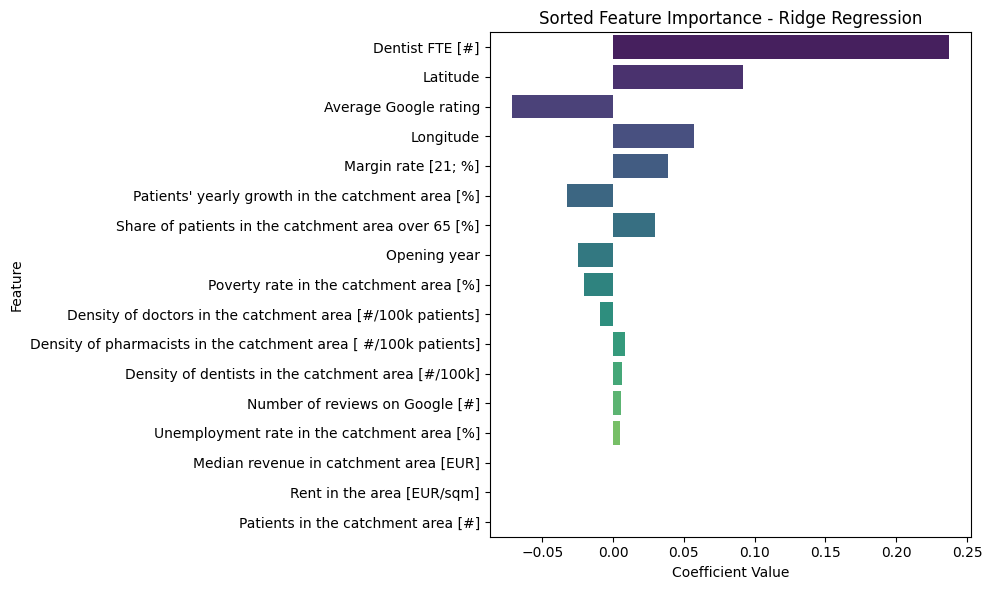 Sorted Feature Importance - Ridge Regression
Feature
Dentist FTE [#]
Latitude
Average Google rating
Longitude
Margin rate [21; %]
Patients' yearly growth in the catchment area [%]
Share of patients in the catchment area over 65 [%]
Opening year
Poverty rate in the catchment area [%]
Density of doctors in the catchment area [#/100k patients]
Density of pharmacists in the catchment area [ #/100k patients]
Density of dentists in the catchment area [#/100k]
Number of reviews on Google [#]
Unemployment rate in the catchment area [%]
Median revenue in catchment area [EUR]
Rent in the area [EUR/sqm]
Patients in the catchment area [#]
−0.05 0.00 0.05 0.10 0.15 0.20 0.25
Coefficient Value